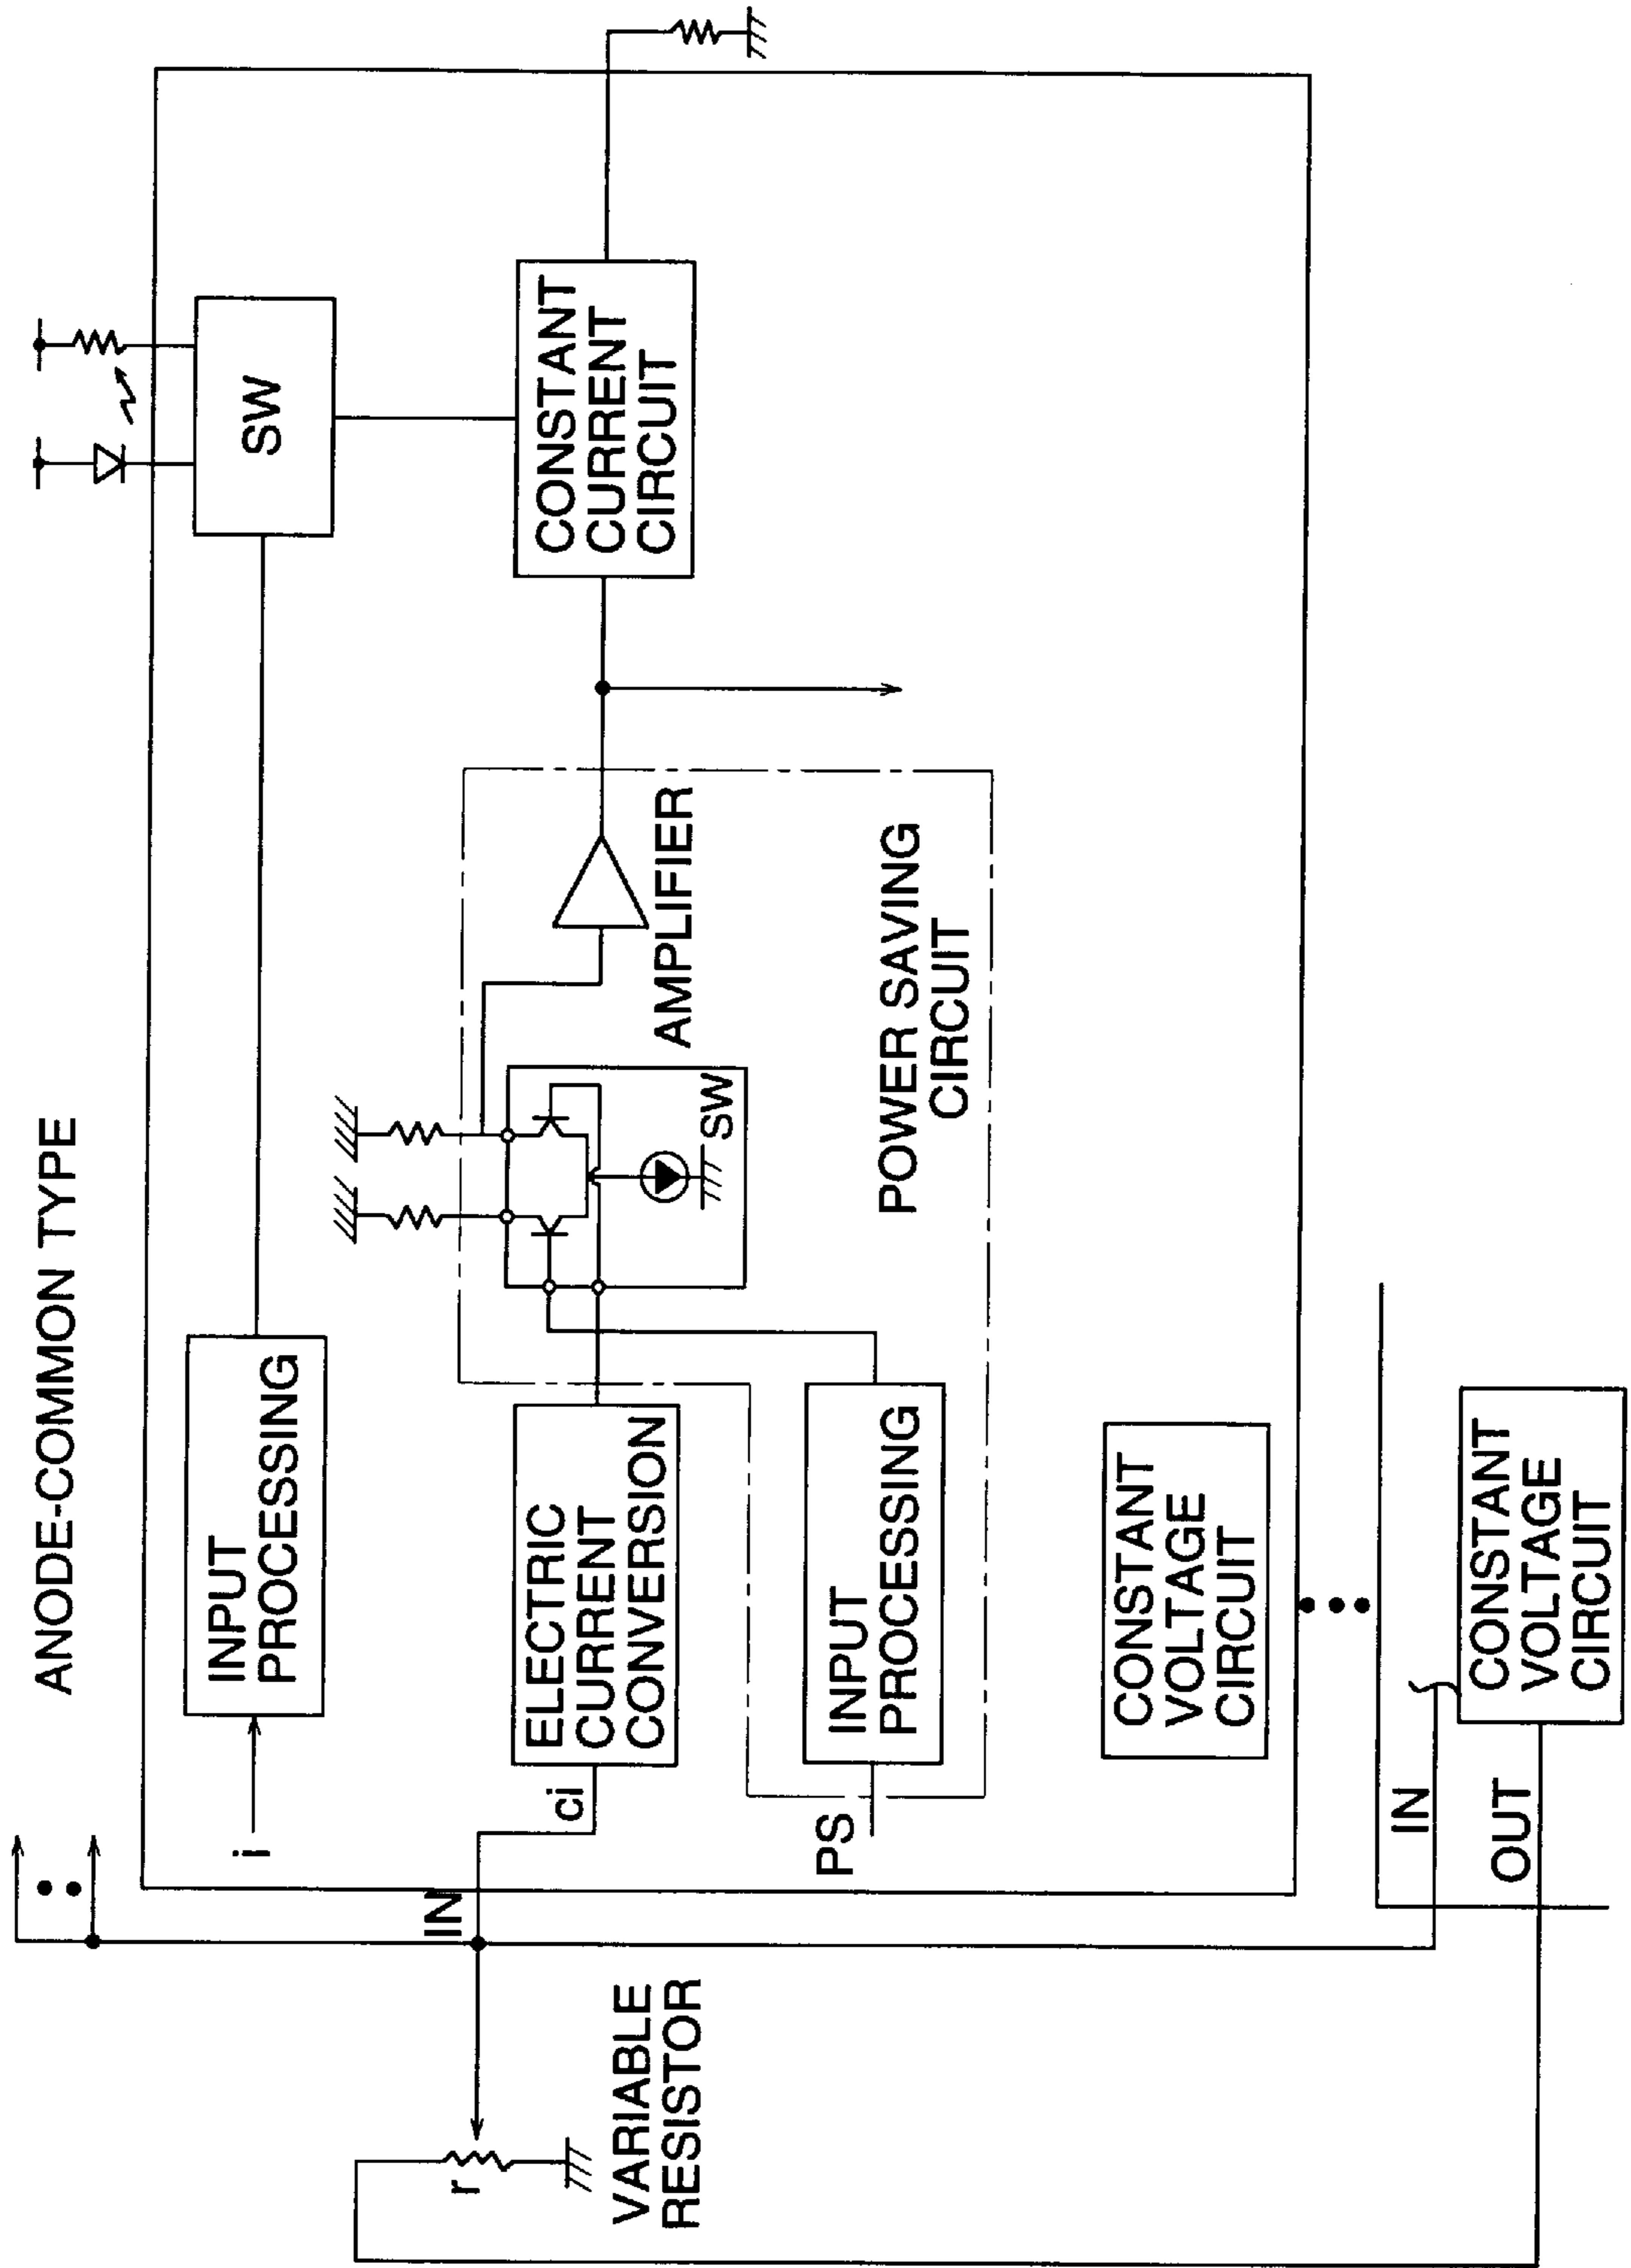 ANODE-COMMON TYPE
i
INPUT
PROCESSING
SW
IN
ci
ELECTRIC
CURRENT
CONVERSION
SW
AMPLIFIER
CONSTANT
CURRENT
CIRCUIT
r
VARIABLE
RESISTOR
PS
INPUT
PROCESSING
POWER SAVING
CIRCUIT
CONSTANT
VOLTAGE
CIRCUIT
IN
OUT
CONSTANT
VOLTAGE
CIRCUIT